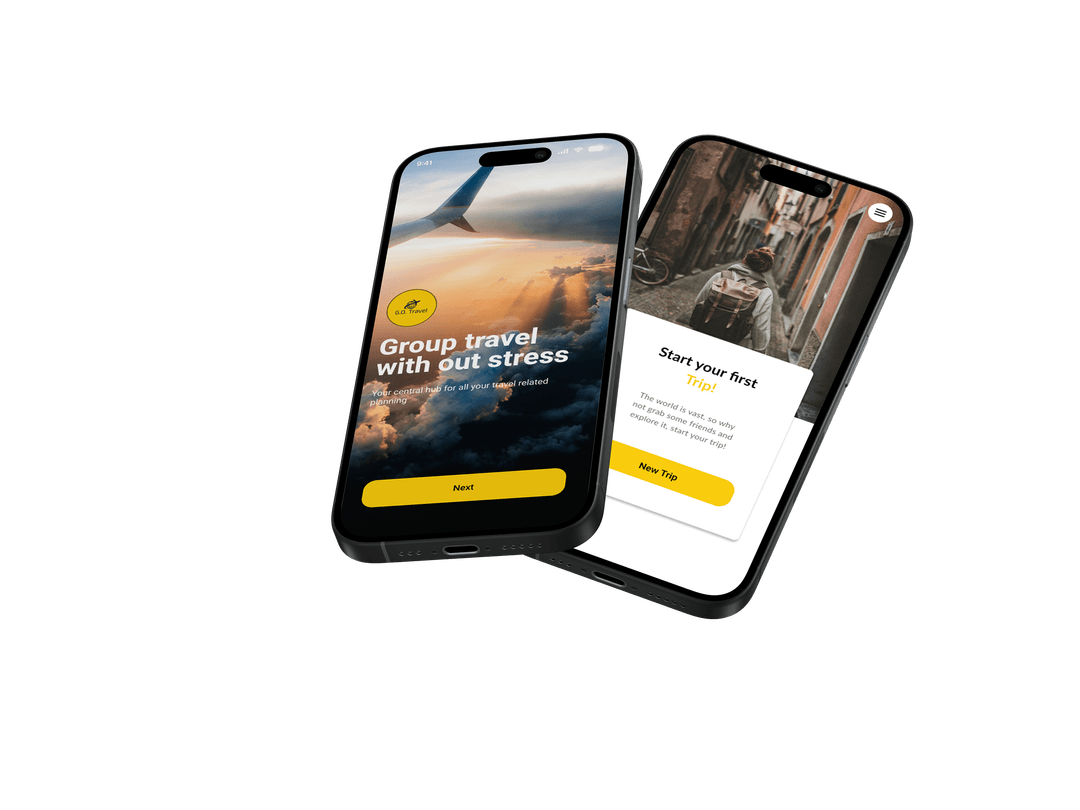 9:41
G.O. Travel
Group travel
with out stress
Your central hub for all your travel related
planning
Next
Start your first
Trip!
The world is vast, so why
not grab some friends and
explore it, start your trip!
New Trip